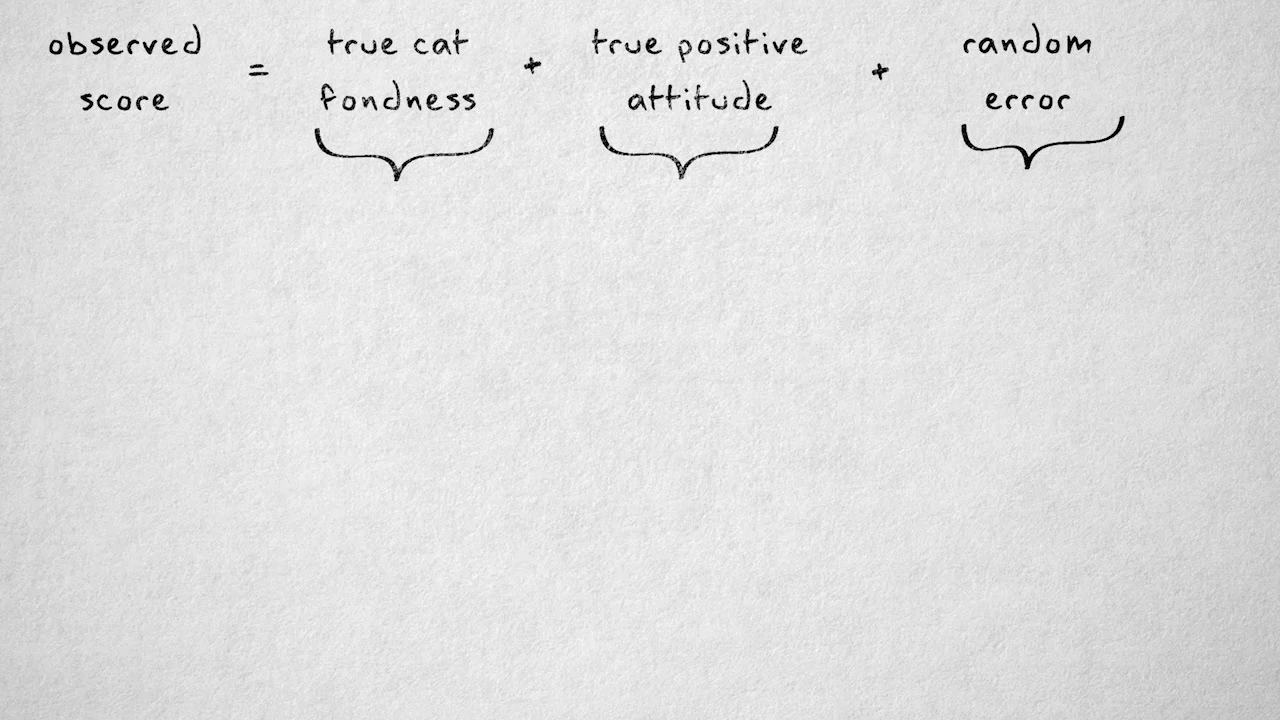 observed score = true cat fondness + true positive attitude + random error